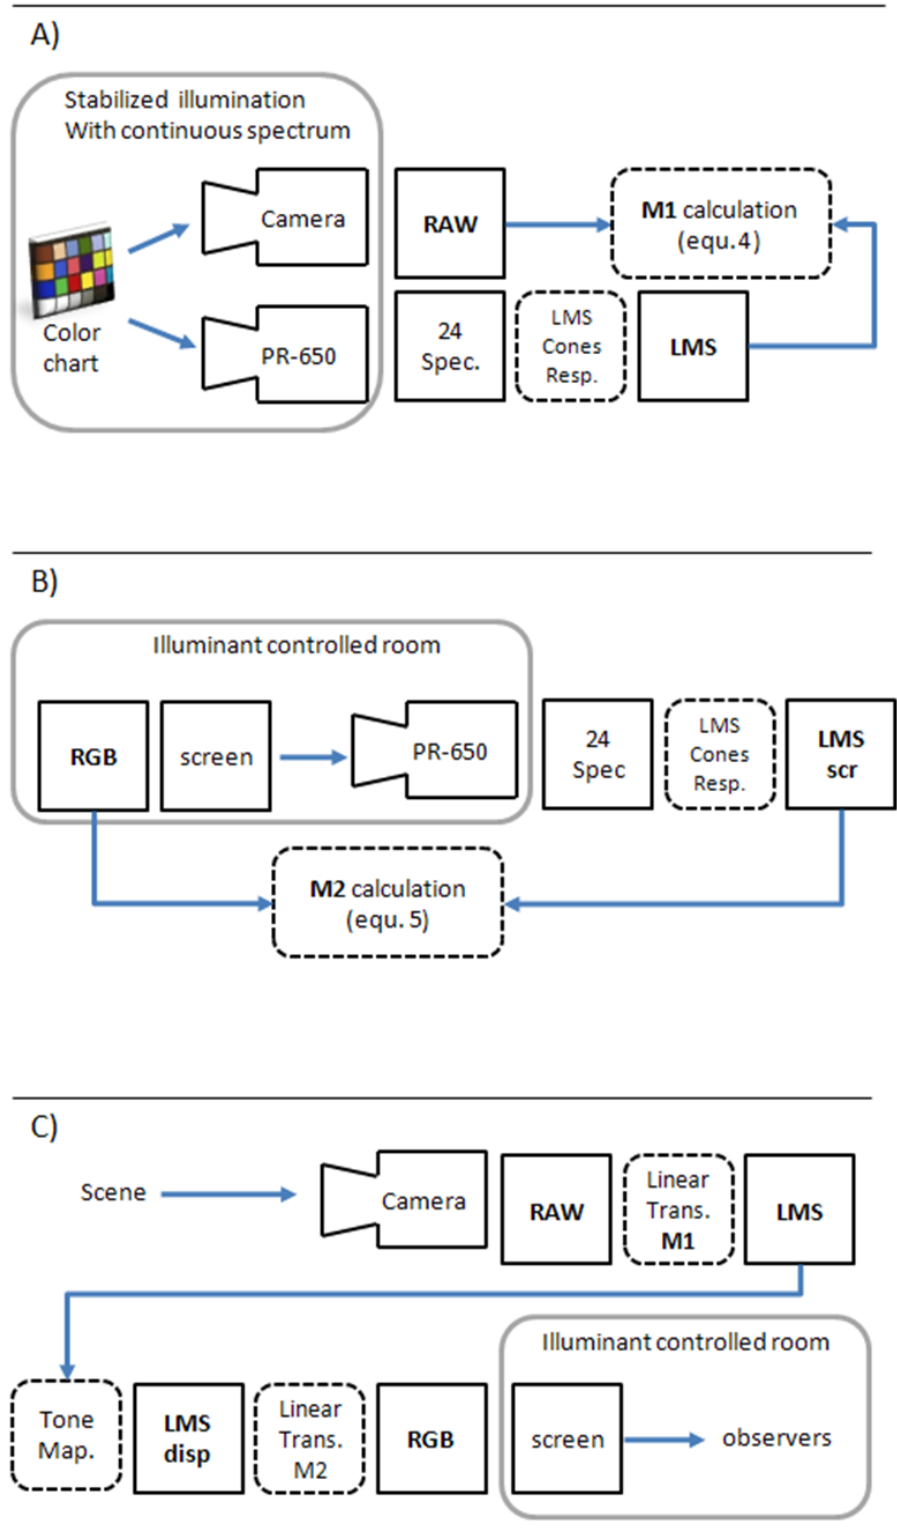 A)
Stabilized illumination
With continuous spectrum
Camera
RAW
M1 calculation
(equ.4)
Color
chart
PR-650
24
Spec.
LMS
Cones
Resp.
LMS
B)
Illuminant controlled room
RGB
screen
PR-650
24
Spec
LMS
Cones
Resp.
LMS
scr
M2 calculation
(equ. 5)
C)
Scene
Camera
RAW
Linear
Trans.
M1
LMS
Illuminant controlled room
Tone
Map.
LMS
disp
Linear
Trans.
M2
RGB
screen
observers